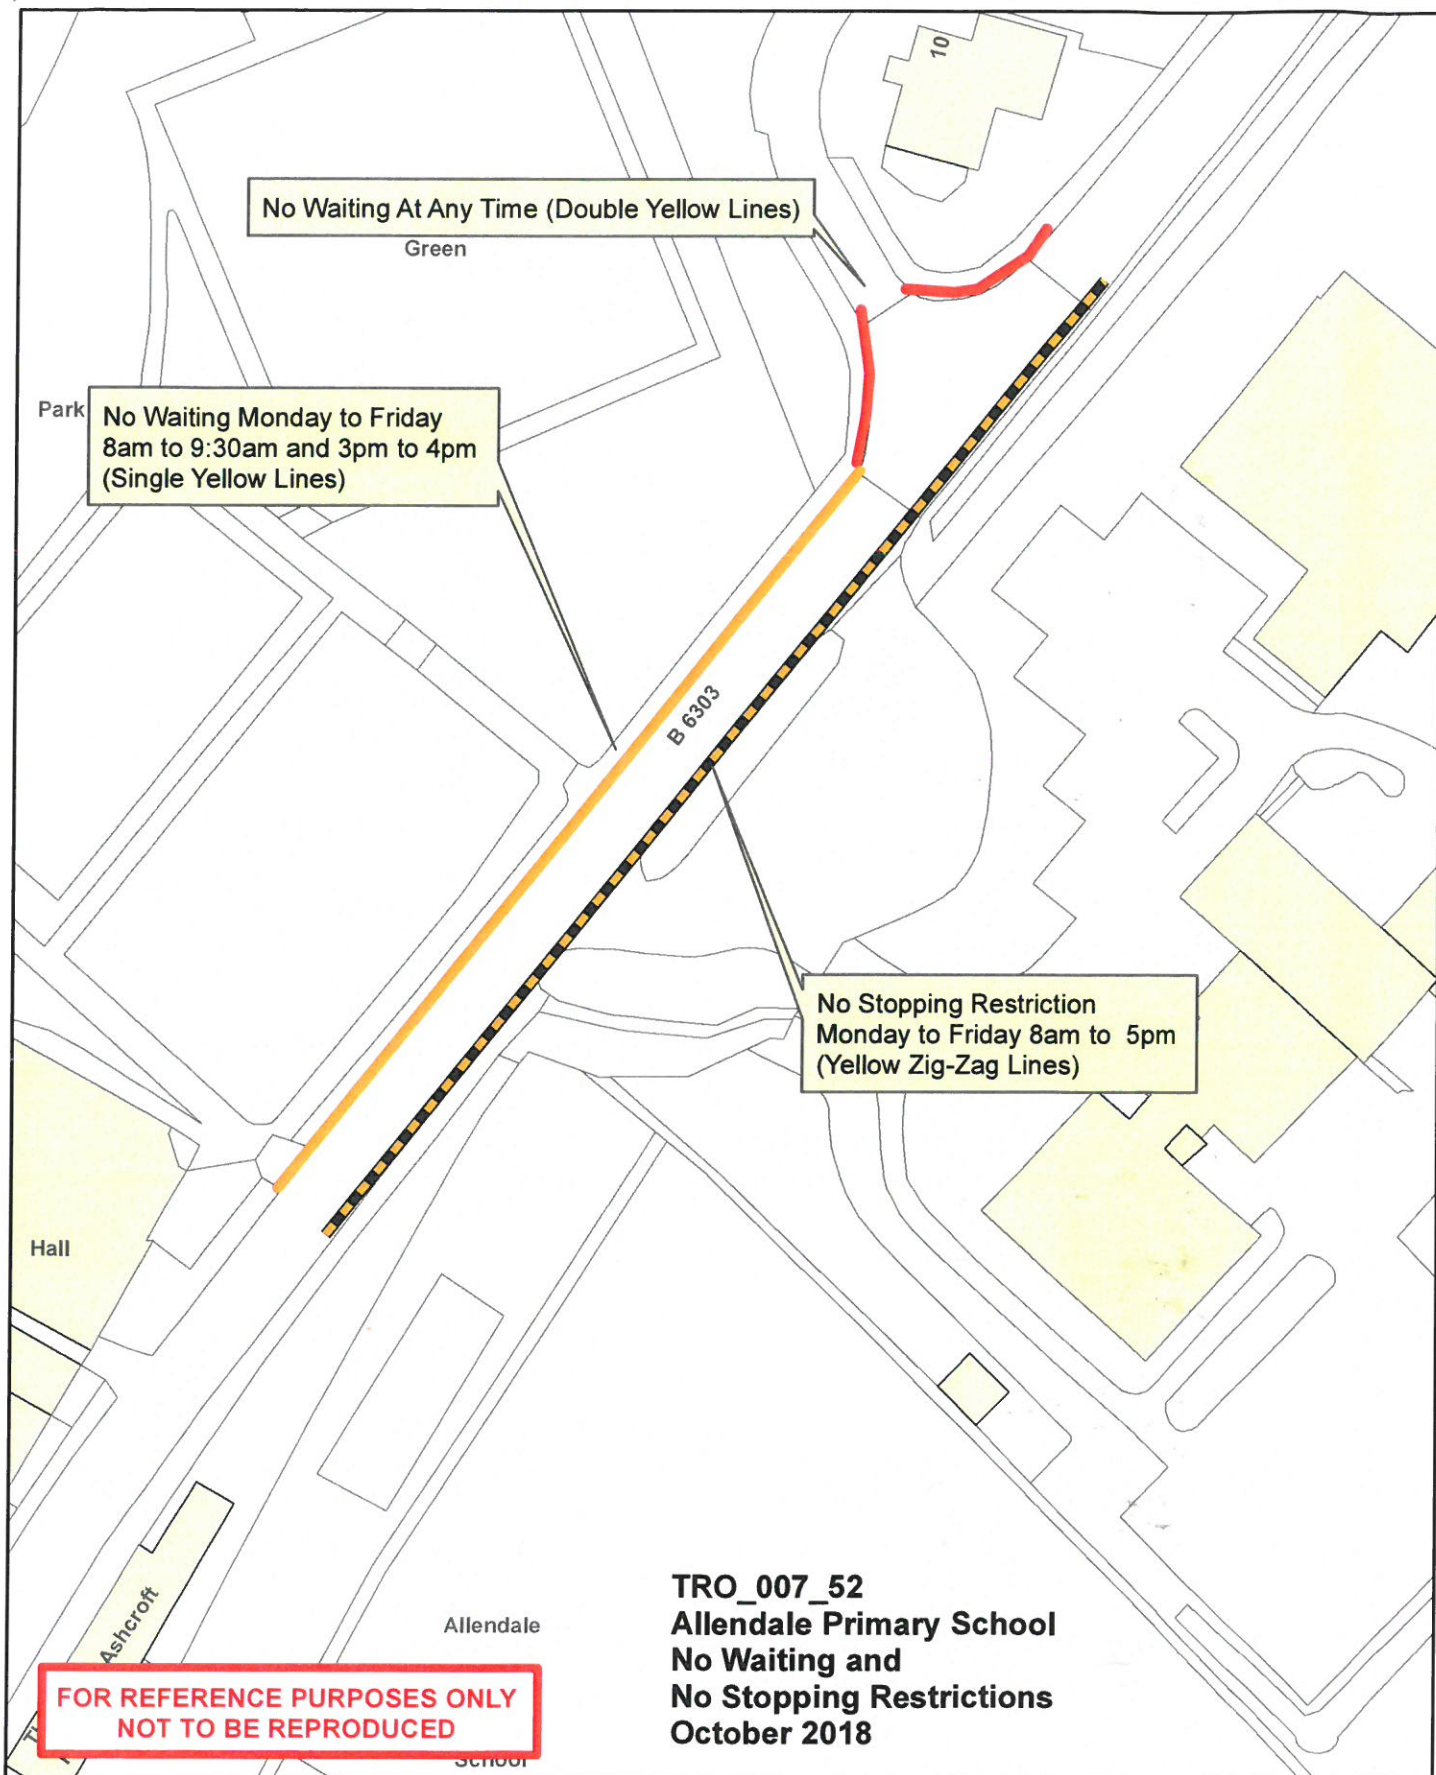 10
No Waiting At Any Time (Double Yellow Lines)
Green
Park
No Waiting Monday to Friday
8am to 9:30am and 3pm to 4pm
(Single Yellow Lines)
B 6303
No Stopping Restriction
Monday to Friday 8am to 5pm
(Yellow Zig-Zag Lines)
Hall
Ashcroft
Allendale
School
TRO_007_52
Allendale Primary School
No Waiting and
No Stopping Restrictions
October 2018
FOR REFERENCE PURPOSES ONLY
NOT TO BE REPRODUCED